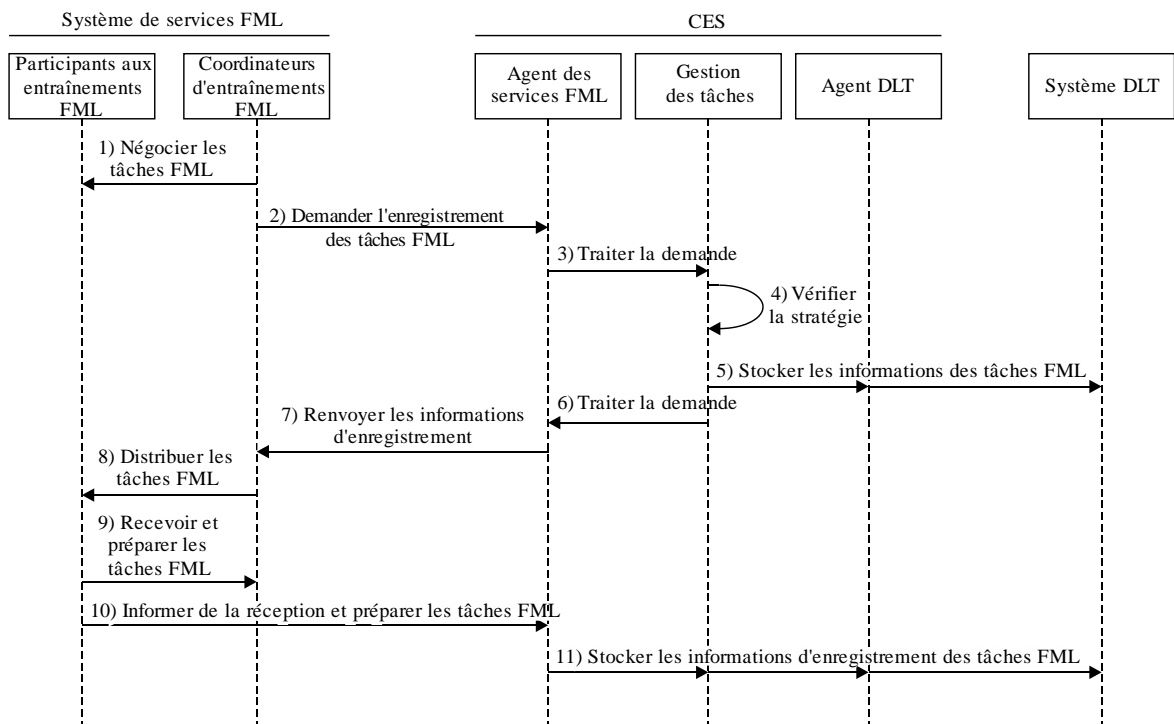 Système de services FML
CES
Participants aux
entraînements
FML
Coordinateurs
d'entraînements
FML
Agent des
services FML
Gestion
des tâches
Agent DLT
Système DLT
1) Négocier les
tâches FML
2) Demander l'enregistrement
des tâches FML
3) Traiter la demande
4) Vérifier
la stratégie
5) Stocker les informations des tâches FML
6) Traiter la demande
7) Renvoyer les informations
d'enregistrement
8) Distribuer les
tâches FML
9) Recevoir et
préparer les
tâches FML
10) Informer de la réception et préparer les tâches FML
11) Stocker les informations d'enregistrement des tâches FML